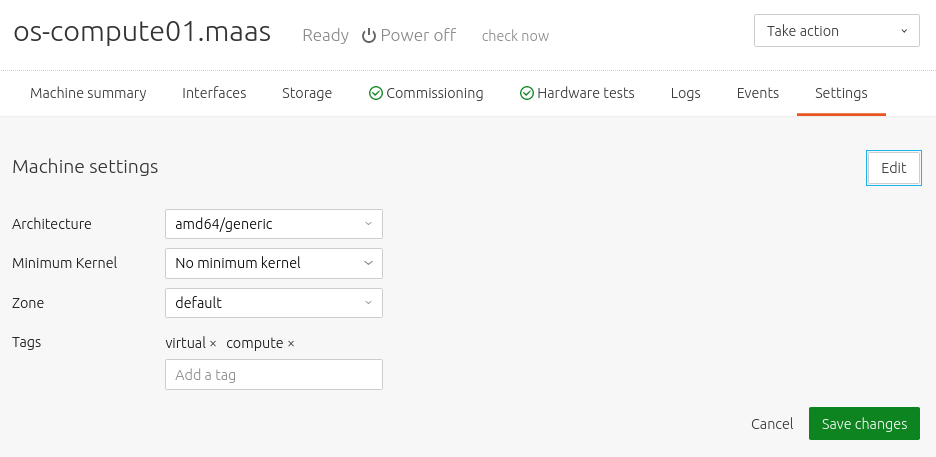 os-compute01.maas Ready Power off check now Take action
Machine summary Interfaces Storage Commissioning Hardware tests Logs Events Settings
Machine settings Edit
Architecture amd64/generic
Minimum Kernel No minimum kernel
Zone default
Tags virtual × compute ×
Add a tag
Cancel Save changes